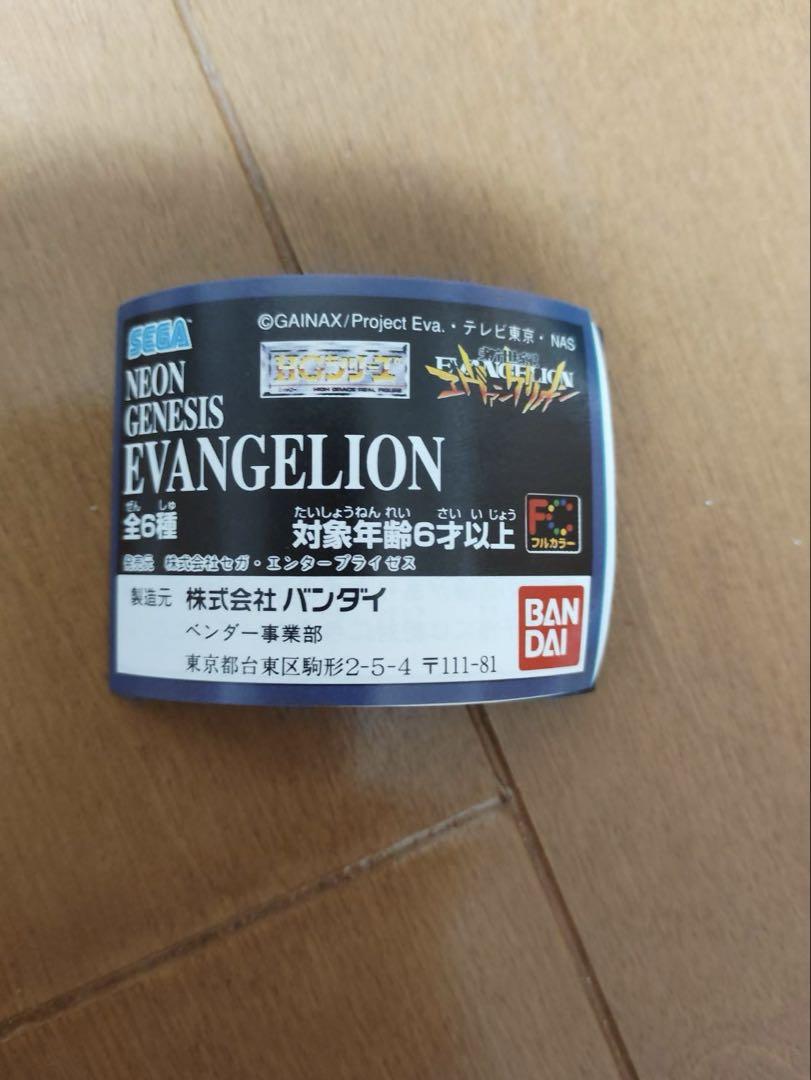 SEGA™
©GAINAX/Project Eva.・テレビ東京・NAS
HGシリーズ
HIGH GRADE REAL FIGURE
新世紀
EVANGELION
エヴァンゲリオン
NEON
GENESIS
EVANGELION
ぜん しゅ
全6種
たいしょうねんれい さい いじょう
対象年齢6才以上
FC
フルカラー
発売元 株式会社セガ・エンタープライゼス
製造元 株式会社バンダイ
ベンダー事業部
東京都台東区駒形2-5-4 〒111-81
BAN
DAI